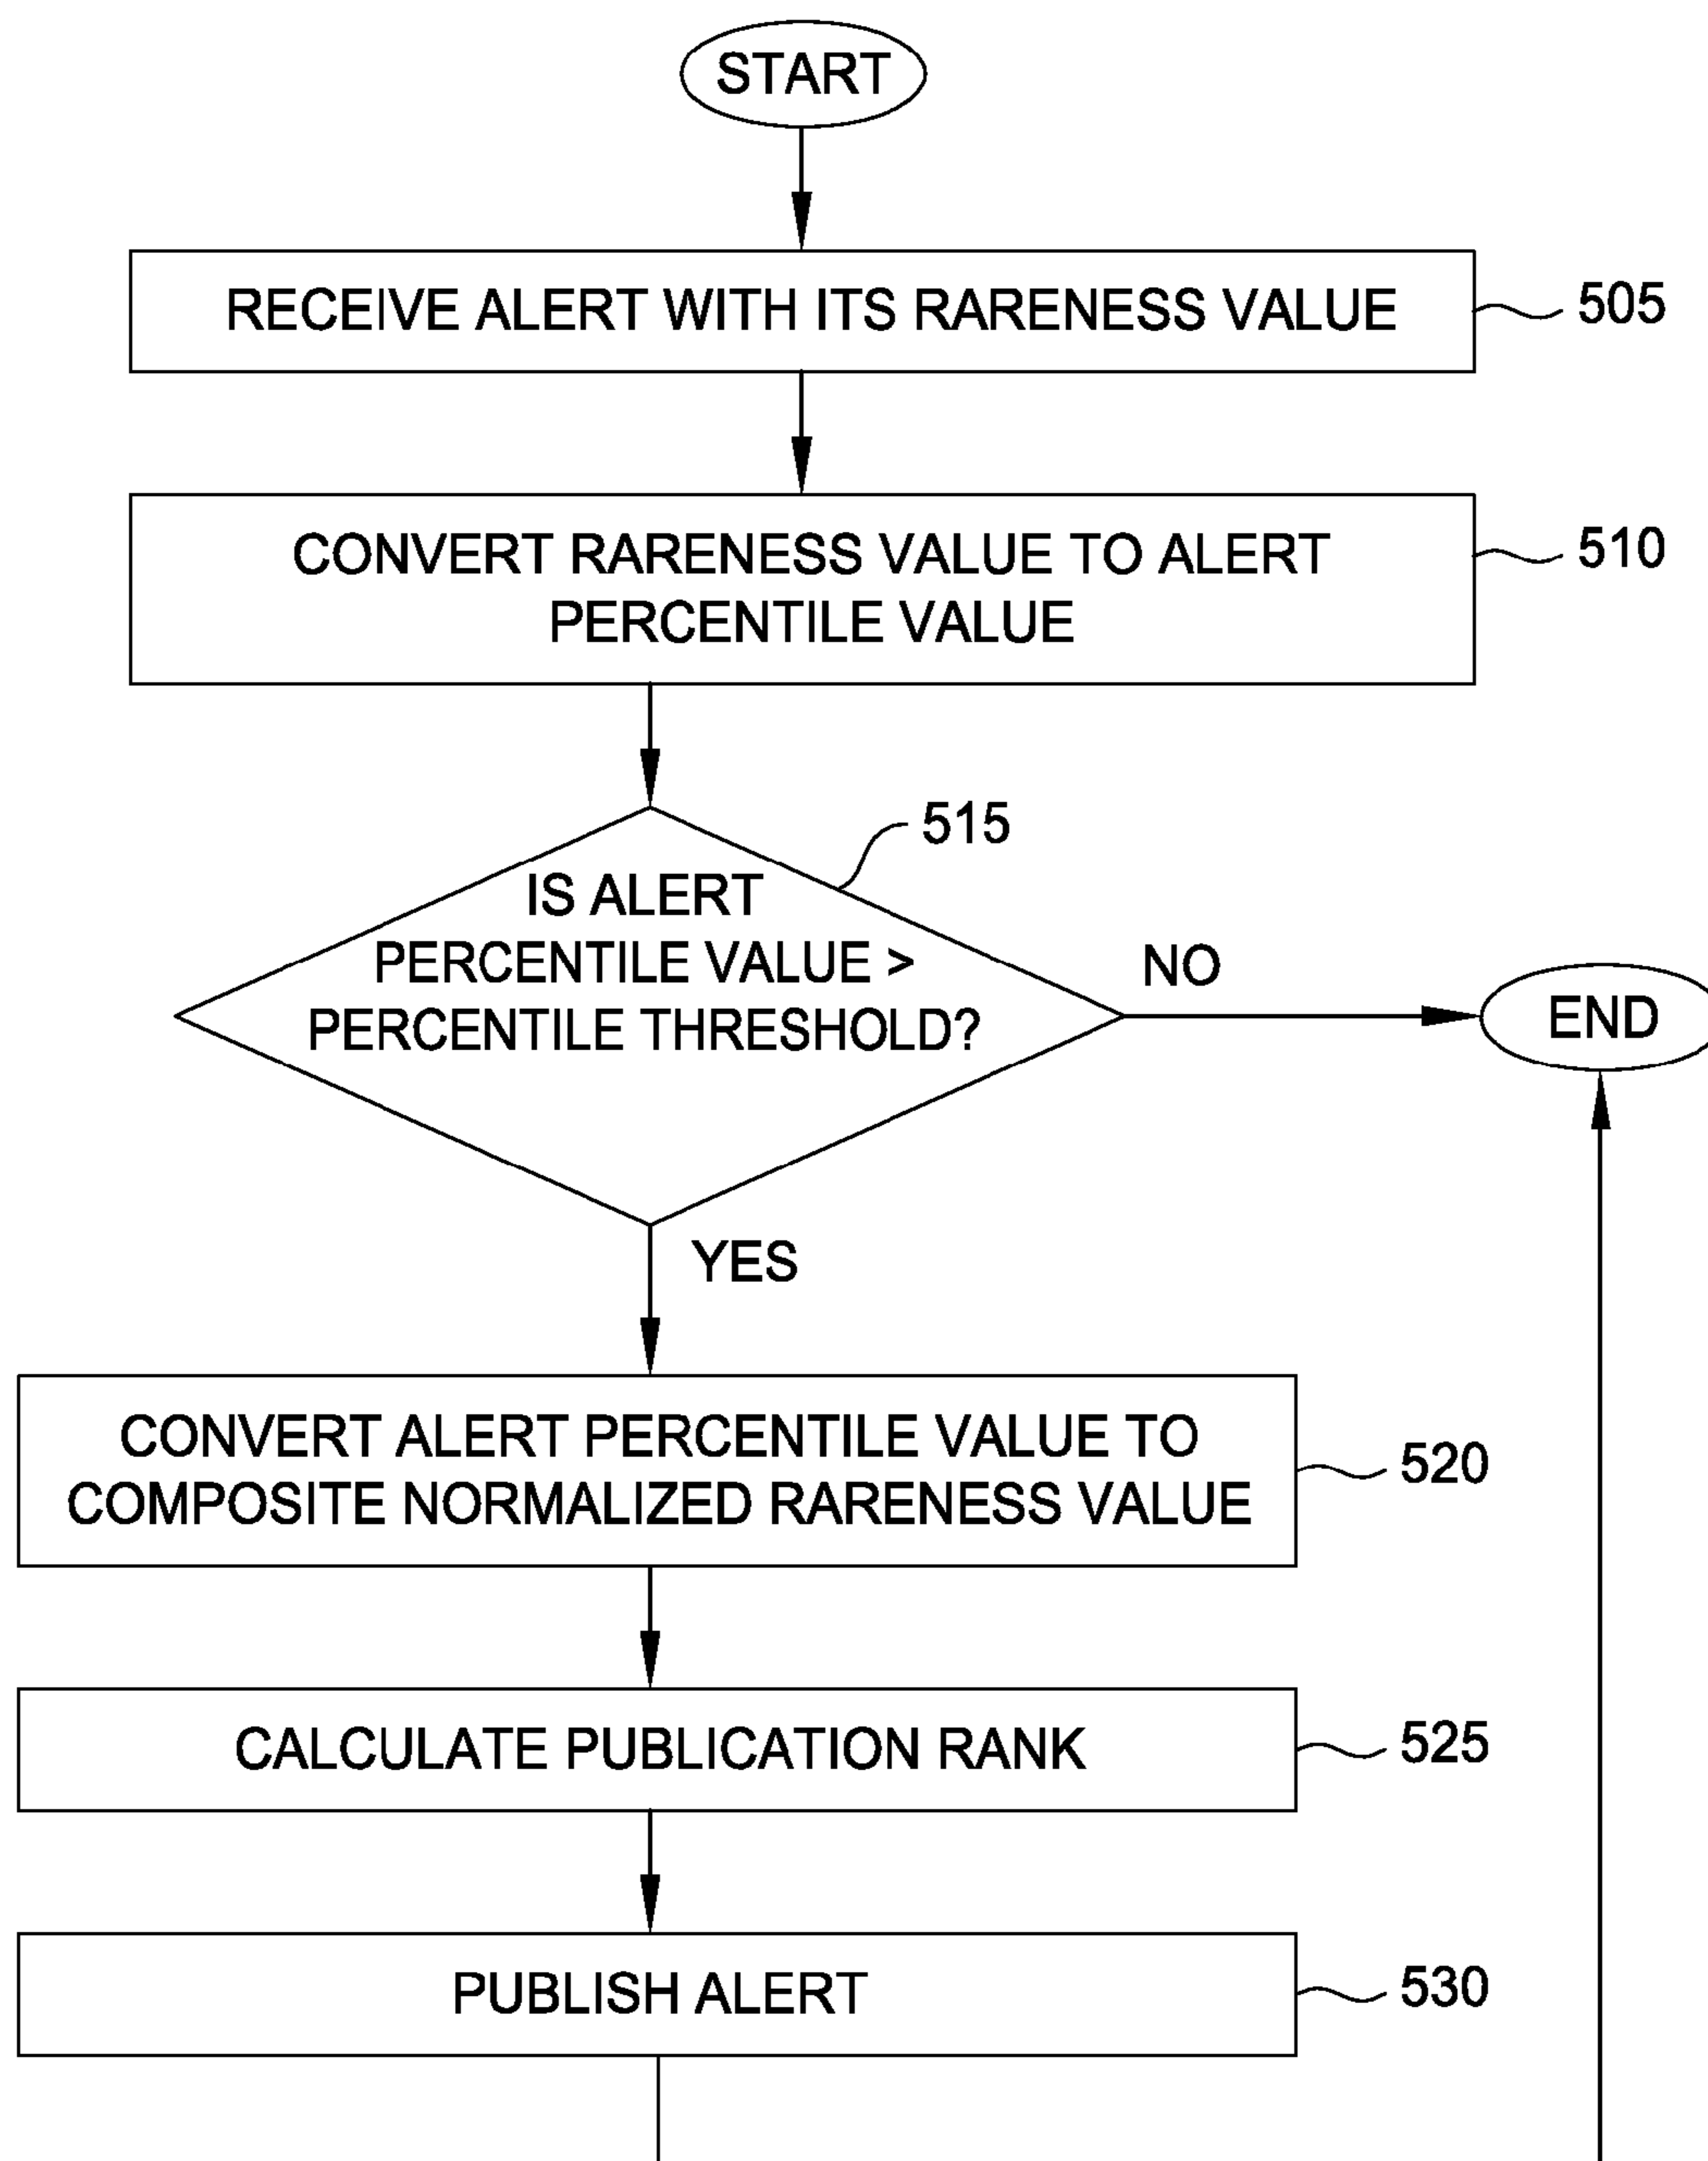 START
RECEIVE ALERT WITH ITS RARENESS VALUE
505
CONVERT RARENESS VALUE TO ALERT
PERCENTILE VALUE
510
515
IS ALERT
PERCENTILE VALUE >
PERCENTILE THRESHOLD?
NO
END
YES
CONVERT ALERT PERCENTILE VALUE TO
COMPOSITE NORMALIZED RARENESS VALUE
520
CALCULATE PUBLICATION RANK
525
PUBLISH ALERT
530